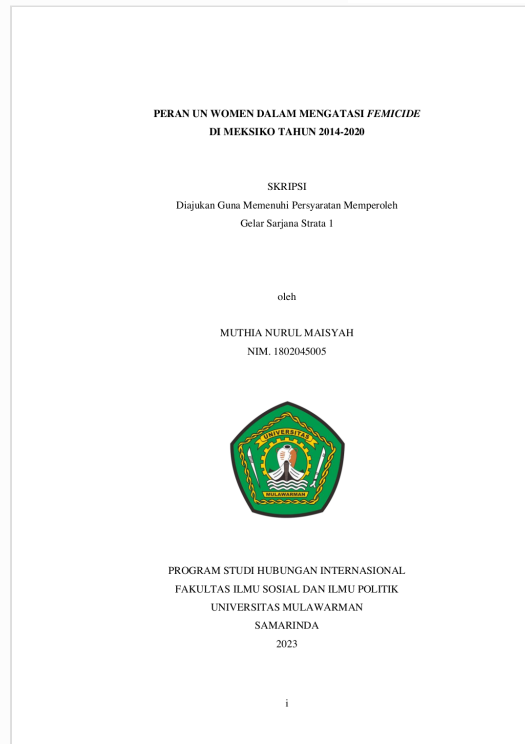 PERAN UN WOMEN DALAM MENGATASI FEMICIDE
DI MEKSIKO TAHUN 2014-2020
SKRIPSI
Diajukan Guna Memenuhi Persyaratan Memperoleh
Gelar Sarjana Strata 1
oleh
MUTHIA NURUL MAISYAH
NIM. 1802045005
UNIVERSITAS
MULAWARMAN
PROGRAM STUDI HUBUNGAN INTERNASIONAL
FAKULTAS ILMU SOSIAL DAN ILMU POLITIK
UNIVERSITAS MULAWARMAN
SAMARINDA
2023
i